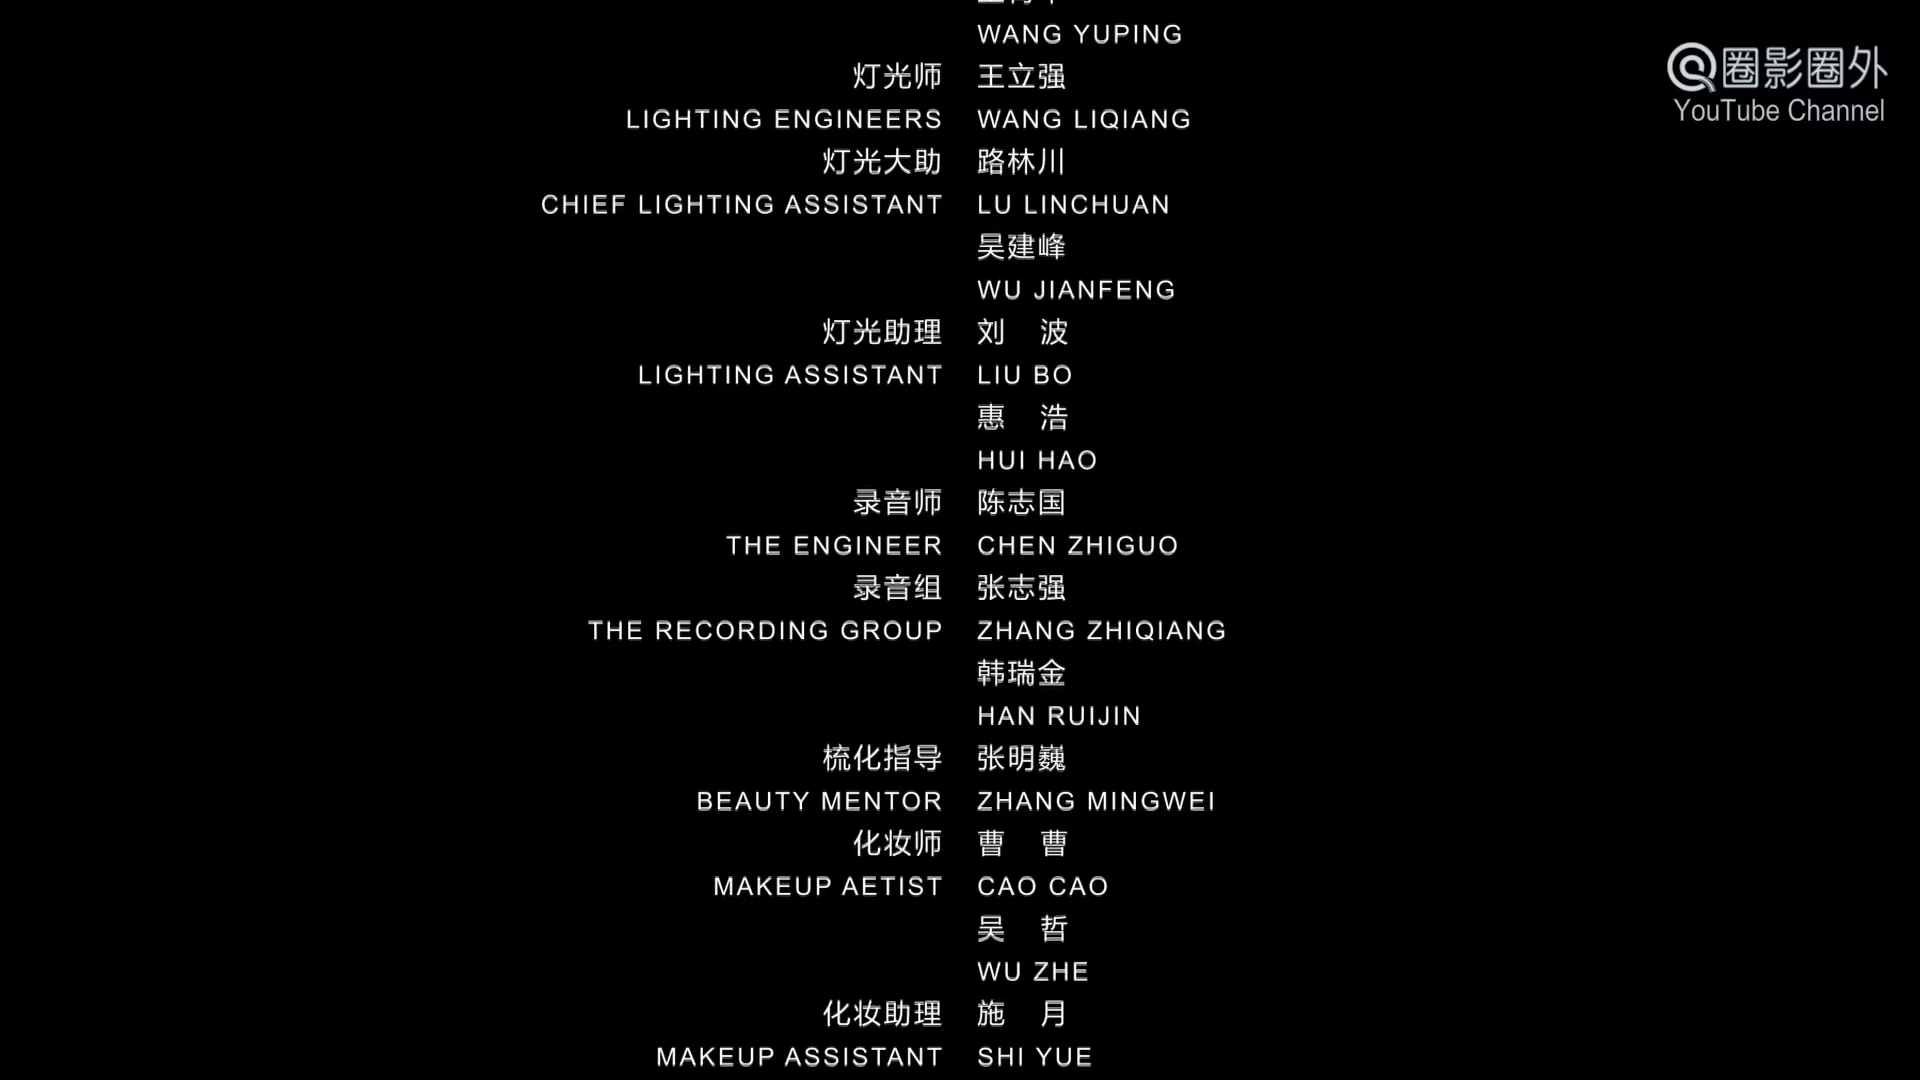 WANG YUPING
灯光师 王立强
LIGHTING ENGINEERS WANG LIQIANG
灯光大助 路林川
CHIEF LIGHTING ASSISTANT LU LINCHUAN
吴建峰
WU JIANFENG
灯光助理 刘 波
LIGHTING ASSISTANT LIU BO
惠 浩
HUI HAO
录音师 陈志国
THE ENGINEER CHEN ZHIGUO
录音组 张志强
THE RECORDING GROUP ZHANG ZHIQIANG
韩瑞金
HAN RUIJIN
梳化指导 张明巍
BEAUTY MENTOR ZHANG MINGWEI
化妆师 曹 曹
MAKEUP AETIST CAO CAO
吴 哲
WU ZHE
化妆助理 施 月
MAKEUP ASSISTANT SHI YUE
圈影圈外
YouTube Channel